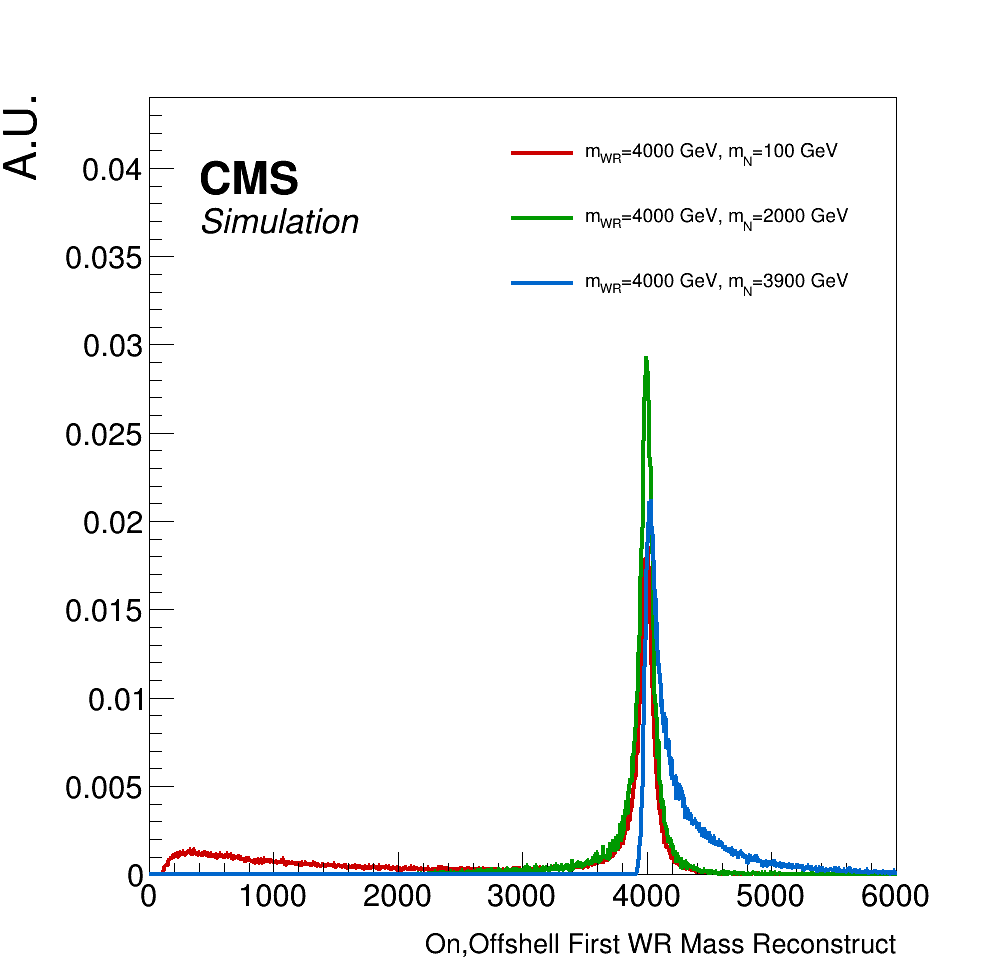 A.U.
CMS
Simulation
mWR=4000 GeV, mN=100 GeV
mWR=4000 GeV, mN=2000 GeV
mWR=4000 GeV, mN=3900 GeV
0.04
0.035
0.03
0.025
0.02
0.015
0.01
0.005
0
0 1000 2000 3000 4000 5000 6000
On,Offshell First WR Mass Reconstruct